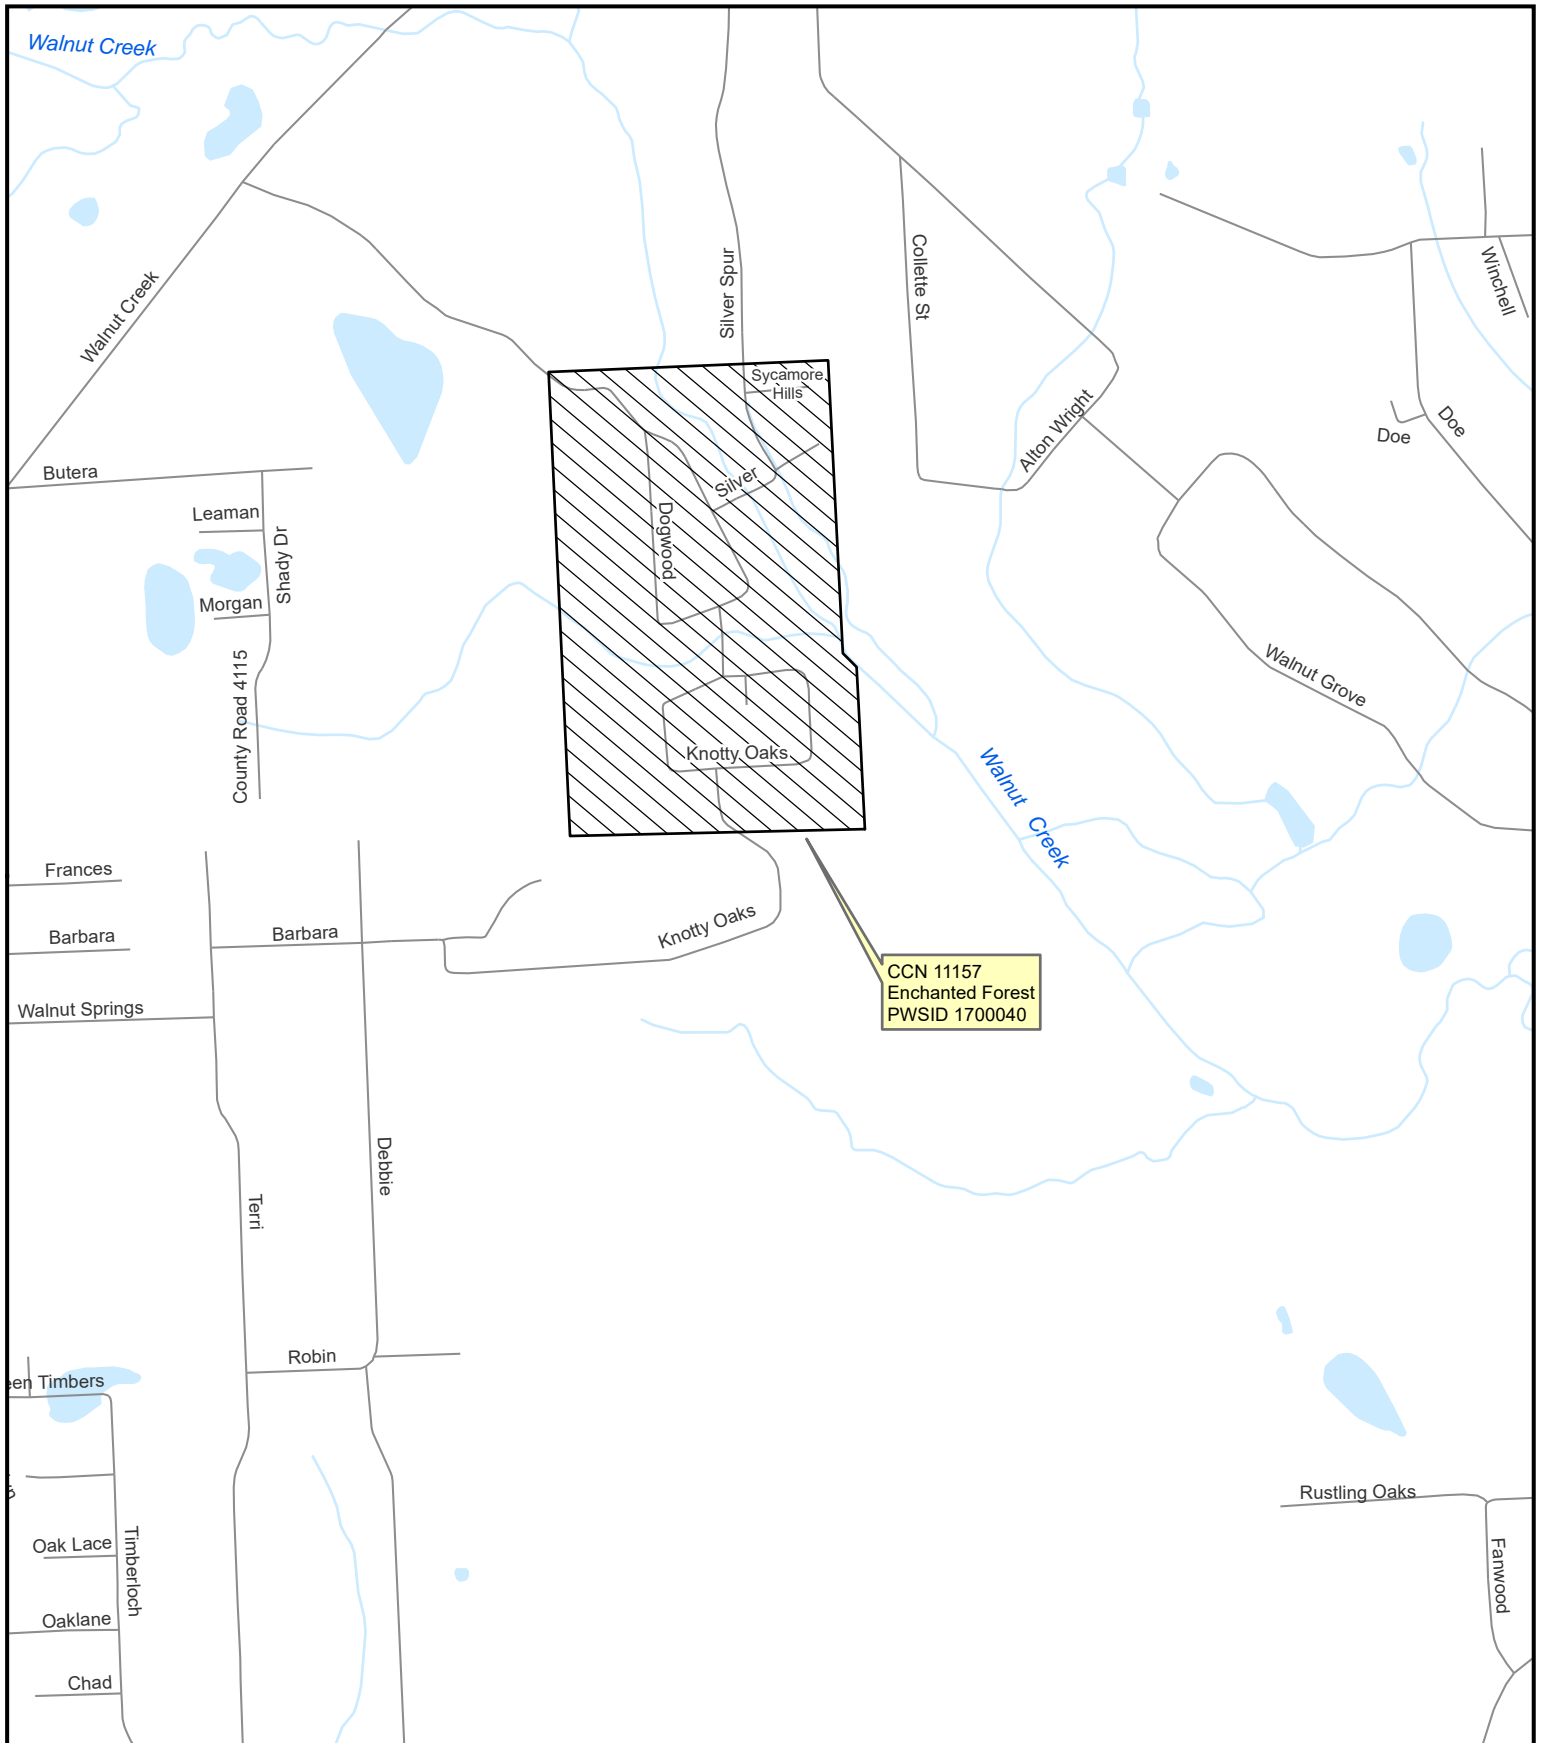 Walnut Creek
Walnut Creek
Silver Spur
Collette St
Winchell
Sycamore
Hills
Alton Wright
Doe
Doe
Butera
Silver
Leaman
Shady Dr
Dogwood
Morgan
County Road 4115
Walnut Grove
Knotty Oaks
Walnut Creek
Frances
Barbara
Barbara
Knotty Oaks
CCN 11157
Enchanted Forest
PWSID 1700040
Walnut Springs
Debbie
Terri
Robin
een Timbers
Rustling Oaks
Oak Lace
Timberloch
Fanwood
Oaklane
Chad